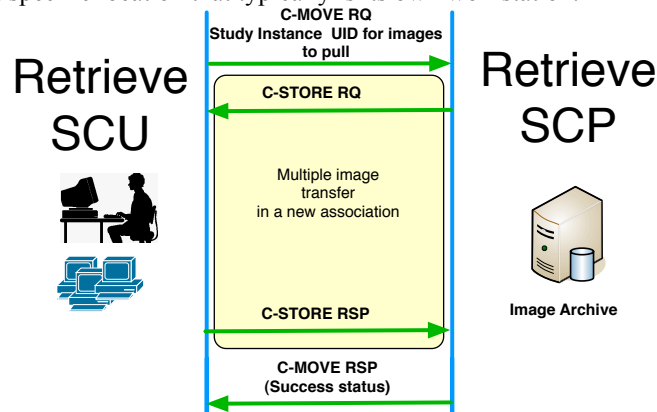 C-MOVE RQ
Study Instance UID for images
to pull
Retrieve
SCU
Retrieve
SCP
C-STORE RQ
Multiple image
transfer
in a new association
Image Archive
C-STORE RSP
C-MOVE RSP
(Success status)